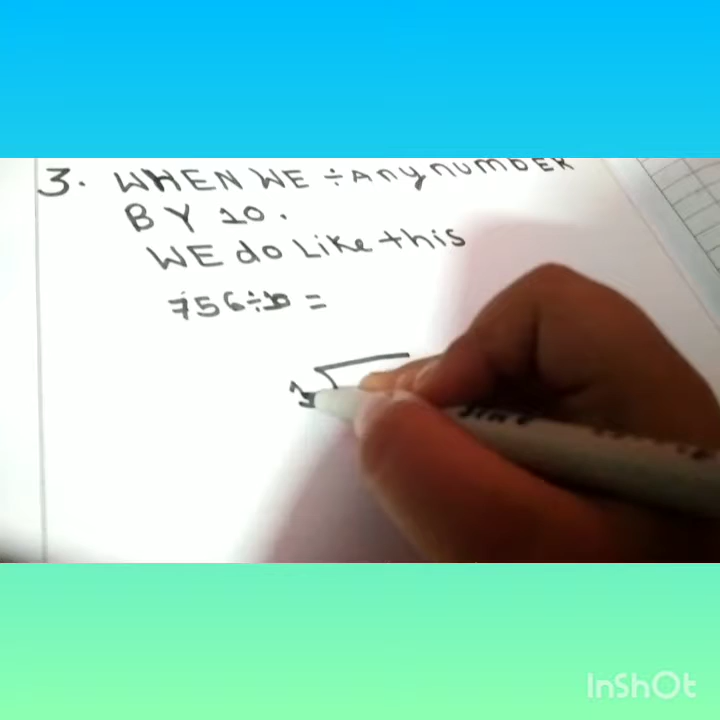 3. WHEN WE ÷ Any numbER
BY 10.
WE do Like this
756÷10 =
InShOt